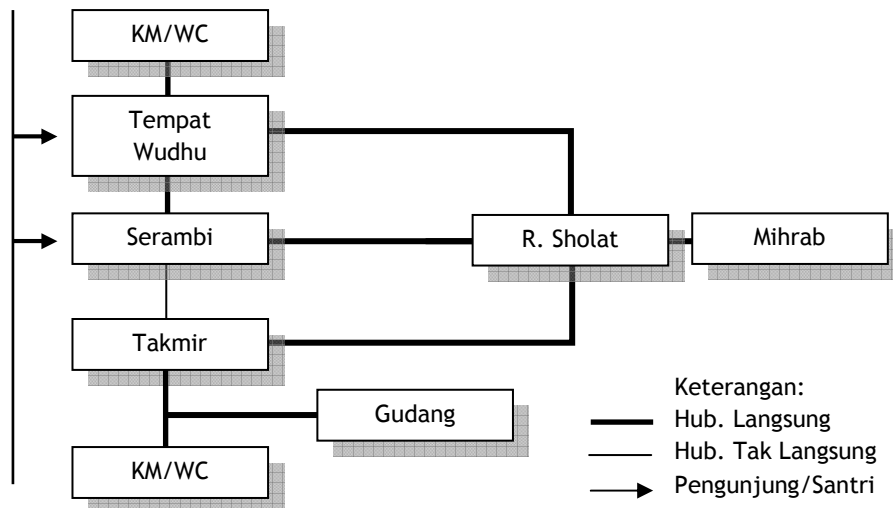 KM/WC
Tempat
Wudhu
Serambi
R. Sholat
Mihrab
Takmir
Gudang
KM/WC
Keterangan:
Hub. Langsung
Hub. Tak Langsung
Pengunjung/Santri